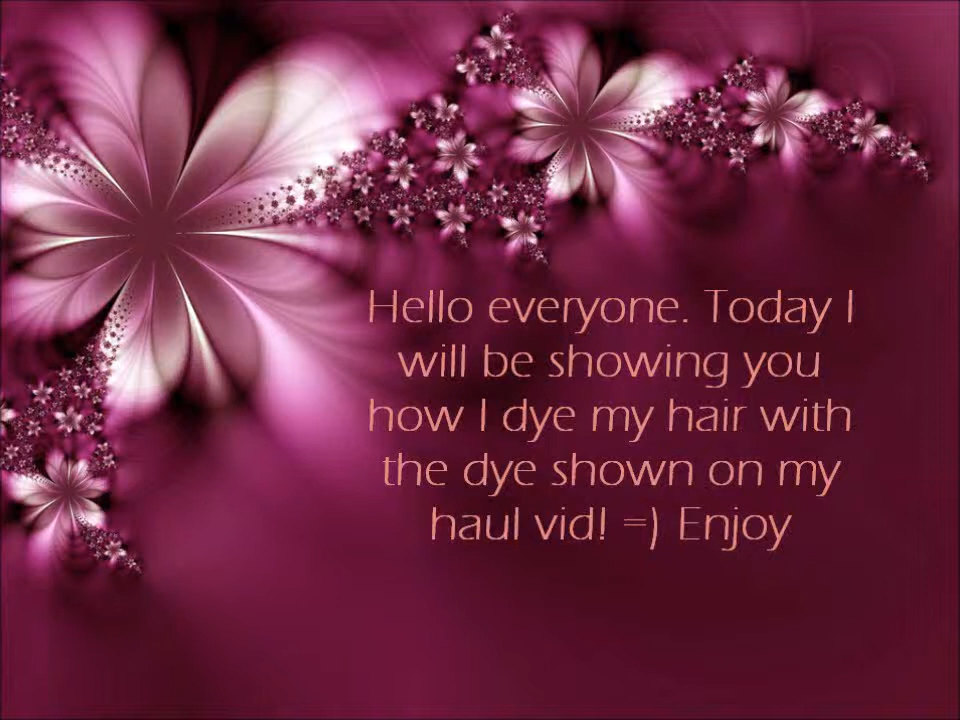 Hello everyone. Today I
will be showing you
how I dye my hair with
the dye shown on my
haul vid! =) Enjoy